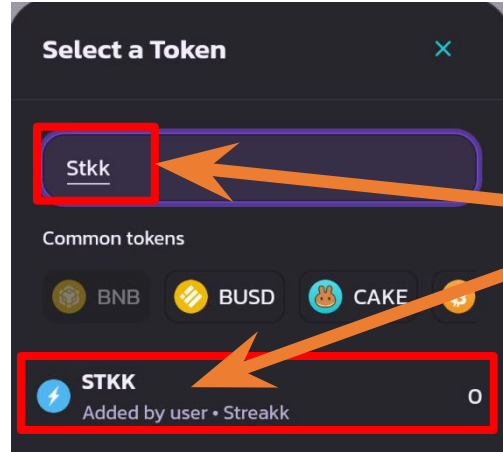 Select a Token
Stkk
Common tokens
BNB BUSD CAKE
STKK
Added by user • Streakk
0